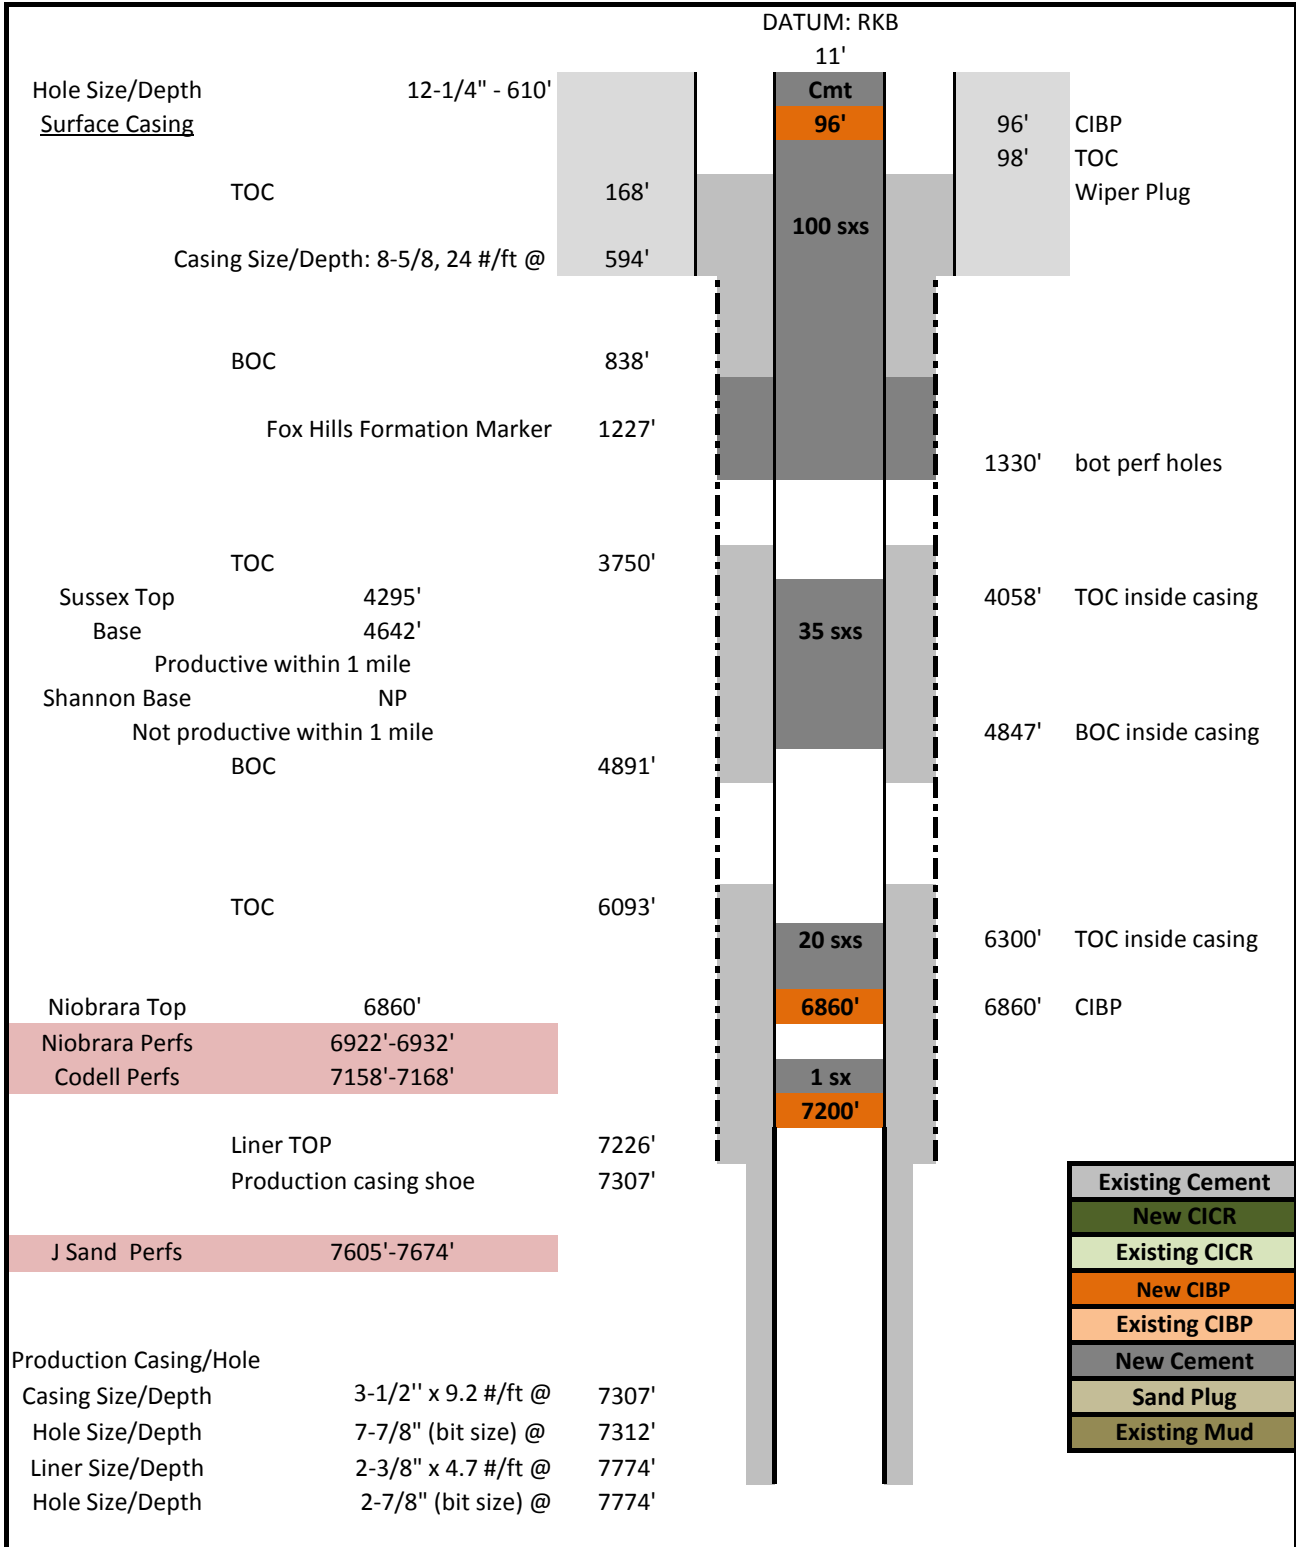 DATUM: RKB
11'
Hole Size/Depth 12-1/4" - 610' Cmt
Surface Casing 96' 96' CIBP
98' TOC
TOC 168' Wiper Plug
100 sxs
Casing Size/Depth: 8-5/8, 24 #/ft @ 594'
BOC 838'
Fox Hills Formation Marker 1227'
1330' bot perf holes
TOC 3750'
Sussex Top 4295' 4058' TOC inside casing
Base 4642' 35 sxs
Productive within 1 mile
Shannon Base NP
Not productive within 1 mile 4847' BOC inside casing
BOC 4891'
TOC 6093'
20 sxs 6300' TOC inside casing
Niobrara Top 6860' 6860' 6860' CIBP
Niobrara Perfs 6922'-6932'
Codell Perfs 7158'-7168' 1 sx
7200'
Liner TOP 7226'
Production casing shoe 7307' Existing Cement
New CICR
J Sand Perfs 7605'-7674' Existing CICR
New CIBP
Existing CIBP
Production Casing/Hole New Cement
Casing Size/Depth 3-1/2'' x 9.2 #/ft @ 7307' Sand Plug
Hole Size/Depth 7-7/8" (bit size) @ 7312' Existing Mud
Liner Size/Depth 2-3/8" x 4.7 #/ft @ 7774'
Hole Size/Depth 2-7/8" (bit size) @ 7774'